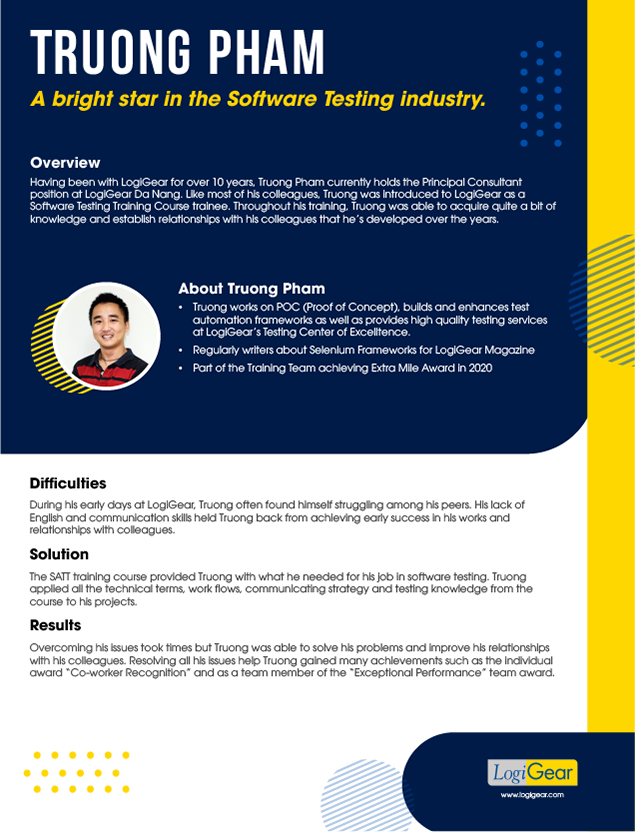 TRUONG PHAM
A bright star in the Software Testing industry.
Overview
Having been with LogiGear for over 10 years, Truong Pham currently holds the Principal Consultant
position at LogiGear Da Nang. Like most of his colleagues, Truong was introduced to LogiGear as a
Software Testing Training Course trainee. Throughout his training, Truong was able to acquire quite a bit of
knowledge and establish relationships with his colleagues that he's developed over the years.
About Truong Pham
• Truong works on POC (Proof of Concept), builds and enhances test
automation frameworks as well as provides high quality testing services
at LogiGear's Testing Center of Excelltence.
• Regularly writers about Selenium Frameworks for LogiGear Magazine
• Part of the Training Team achieving Extra Mile Award in 2020
Difficulties
During his early days at LogiGear, Truong often found himself struggling among his peers. His lack of
English and communication skills held Truong back from achieving early success in his works and
relationships with colleagues.
Solution
The SATT training course provided Truong with what he needed for his job in software testing. Truong
applied all the technical terms, work flows, communicating strategy and testing knowledge from the
course to his projects.
Results
Overcoming his issues took times but Truong was able to solve his problems and improve his relationships
with his colleagues. Resolving all his issues help Truong gained many achievements such as the individual
award "Co-worker Recognition" and as a team member of the "Exceptional Performance" team award.
LogiGear
www.logigear.com